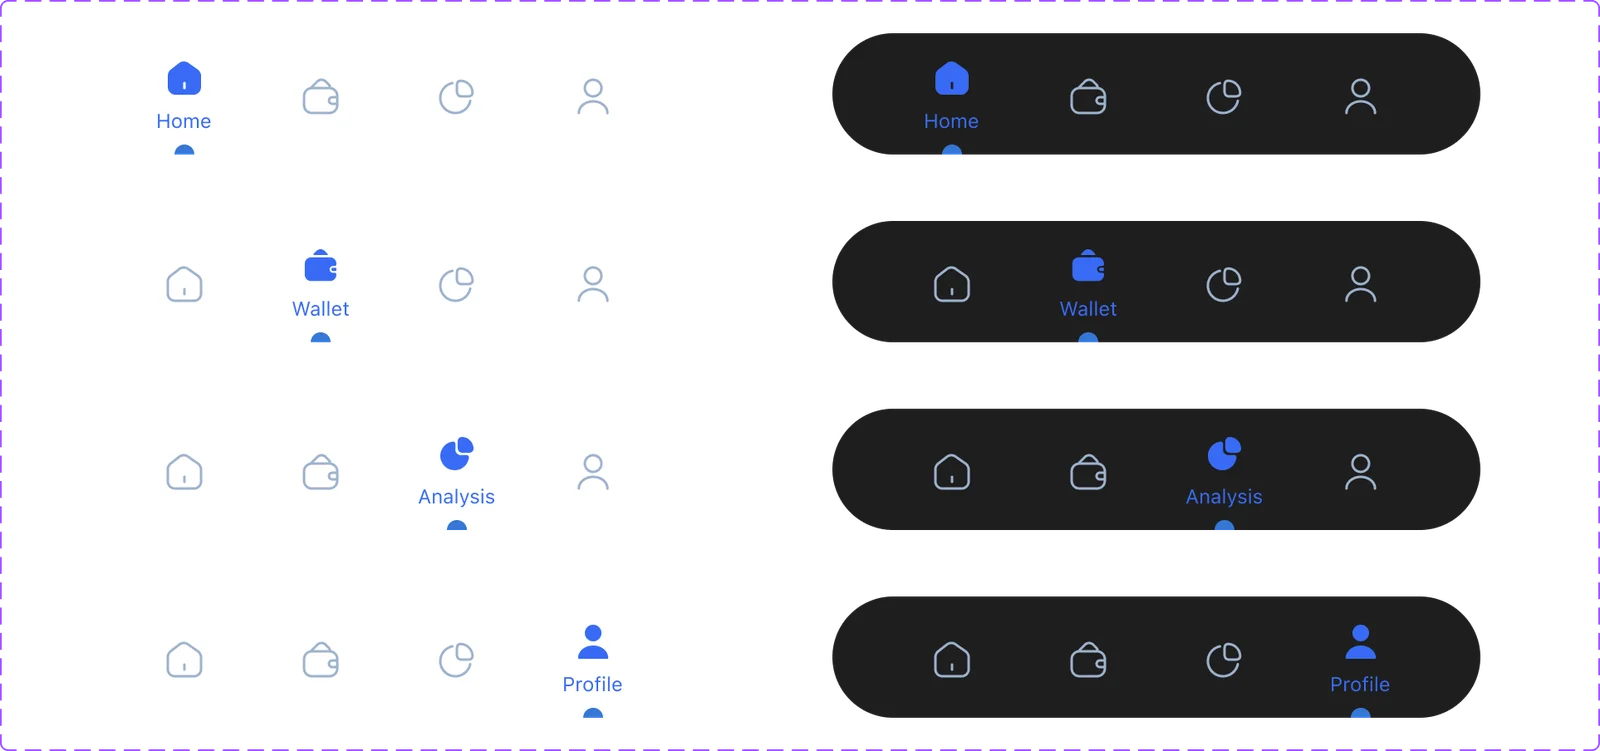 Home
Home
Wallet
Wallet
Analysis
Analysis
Profile
Profile